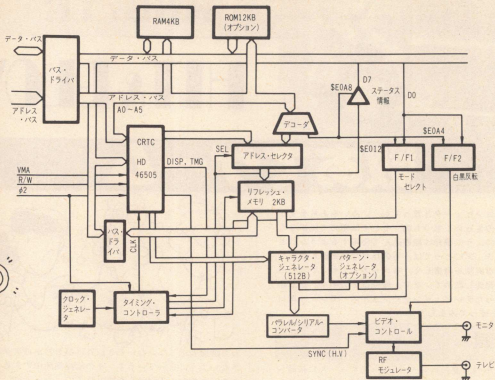 RAM4KB
ROM12KB
(オプション)
データ・バス
データ・バス
バス・
ドライバ
アドレス・バス
アドレス
・バス
A0～A5
D7
ステータス
情報
$E0A8
D0
デコーダ
$E012
$E0A4
CRTC
HD
46505
SEL
アドレス・セレクタ
F/F1
F/F2
モード
セレクト
白黒反転
DISP, TMG
VMA
R/W
φ2
リフレッシュ・
メモリ 2KB
バス・
ドライバ
CLK
キャラクタ
・ジェネレータ
(512B)
パターン・
ジェネレータ
(オプション)
クロック・
ジェネレー
タ
タイミング・
コントローラ
パラレル/シリアル・
コンバータ
ビデオ・
コントロール
モニタ
SYNC(H.V)
RF
モジュレータ
テレビ